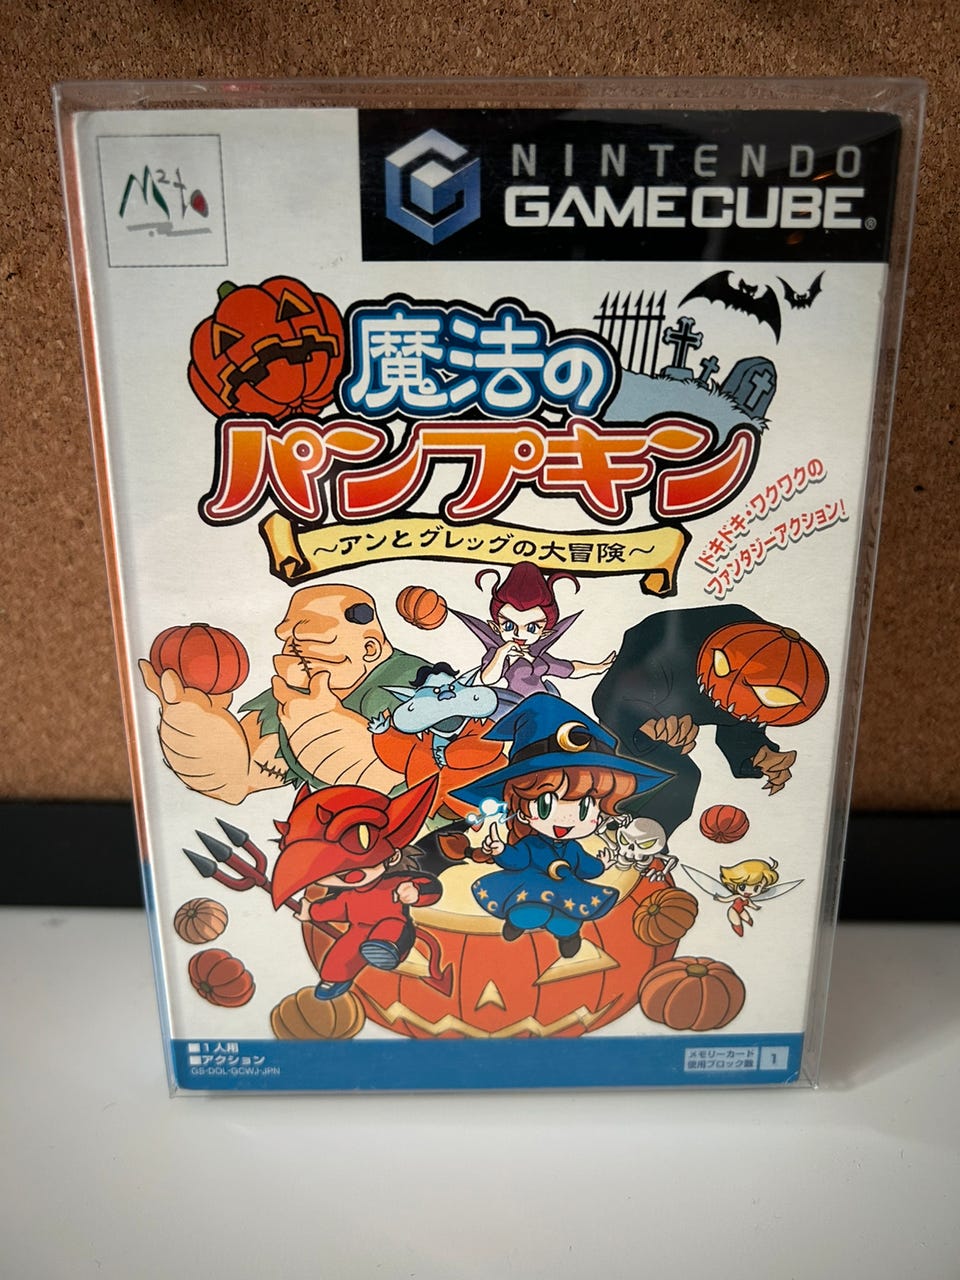 M²to
NINTENDO
GAMECUBE®
魔法の
パンプキン
〜アンとグレッグの大冒険〜
ドキドキ・ワクワクの
ファンタジーアクション!
■1人用
■アクション
GS-DOL-GCWJ-JPN
メモリーカード
使用ブロック数
1